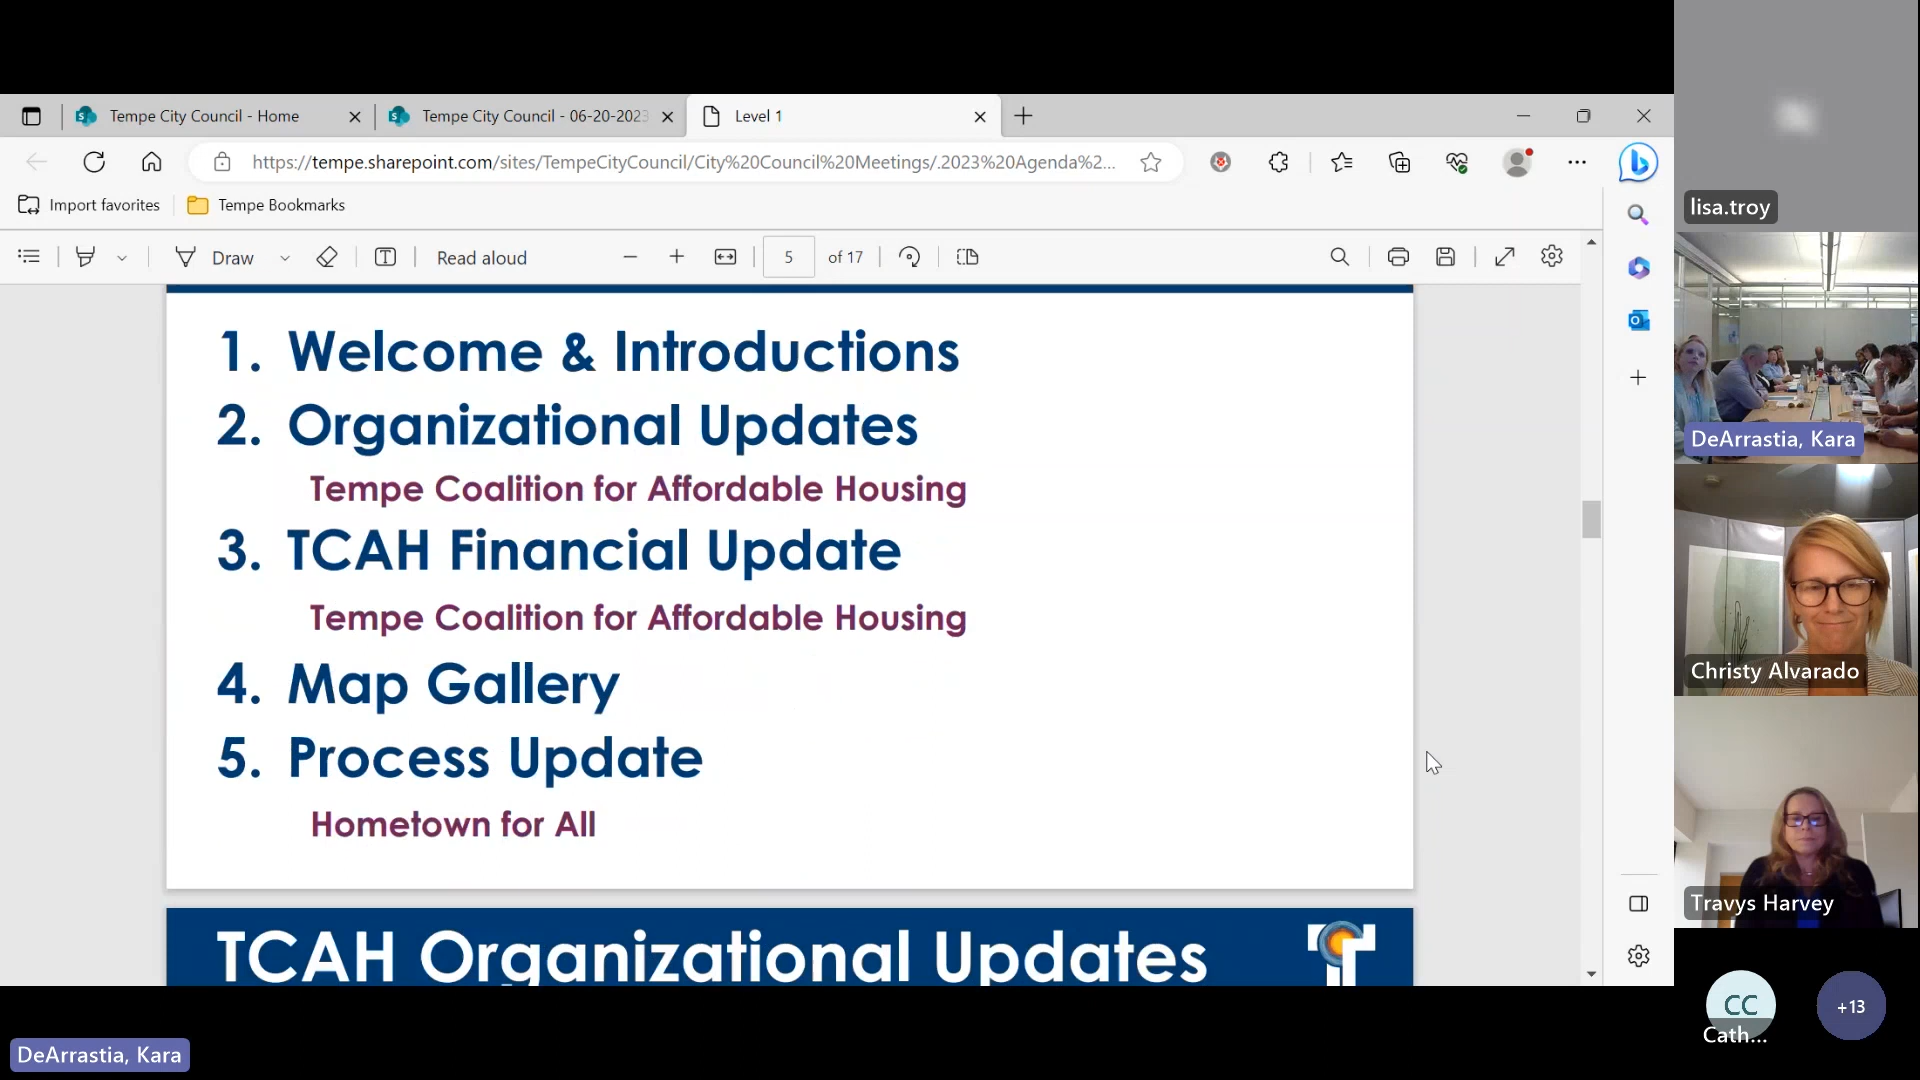 Tempe City Council - Home
Tempe City Council - 06-20-2023
Level 1
https://tempe.sharepoint.com/sites/TempeCityCouncil/City%20Council%20Meetings/.2023%20Agenda%2...
Import favorites
Tempe Bookmarks
Draw
Read aloud
5 of 17
1. Welcome & Introductions
2. Organizational Updates
Tempe Coalition for Affordable Housing
3. TCAH Financial Update
Tempe Coalition for Affordable Housing
4. Map Gallery
5. Process Update
Hometown for All
TCAH Organizational Updates
lisa.troy
DeArrastia, Kara
Christy Alvarado
Travys Harvey
CC
Cath...
+13
DeArrastia, Kara